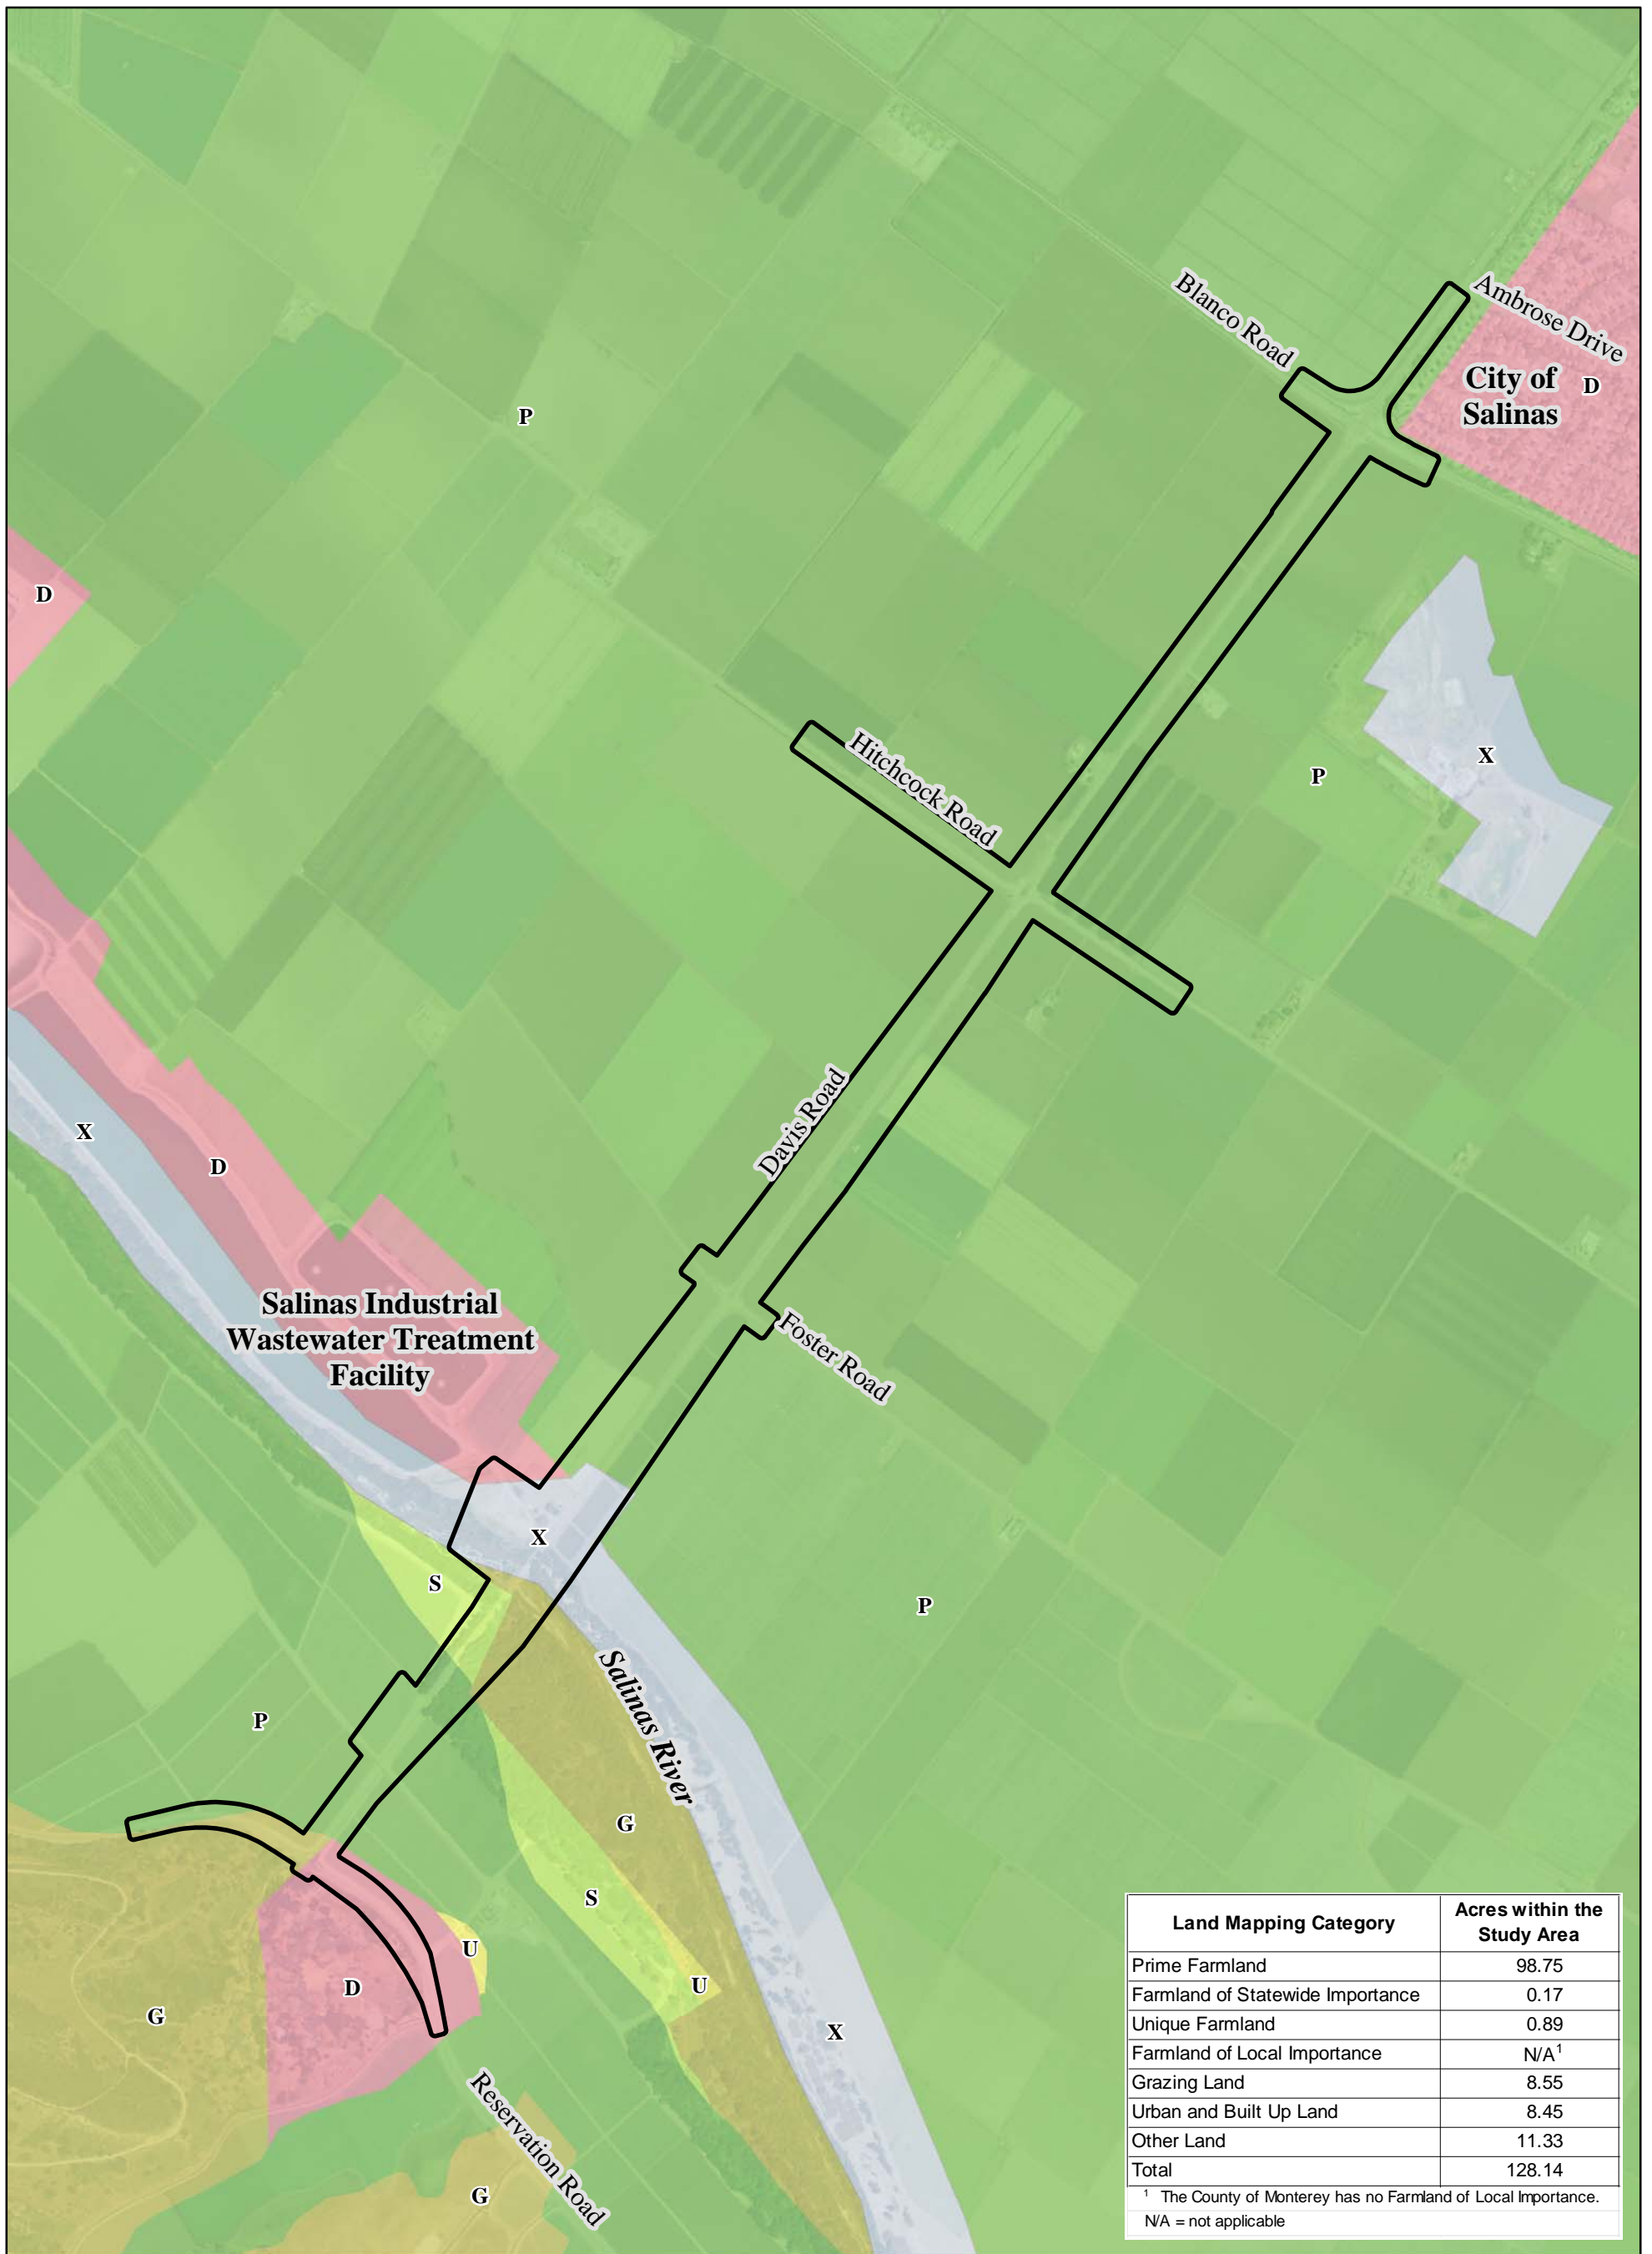 Blanco Road
Ambrose Drive
City of
Salinas
D
P
D
Hitchcock Road
X
P
Davis Road
X
D
Salinas Industrial
Wastewater Treatment
Facility
Foster Road
X
S
P
Salinas River
P
G
S
U
D
U
G
X
Reservation Road
G
Land Mapping Category Acres within the
Study Area
Prime Farmland 98.75
Farmland of Statewide Importance 0.17
Unique Farmland 0.89
Farmland of Local Importance N/A¹
Grazing Land 8.55
Urban and Built Up Land 8.45
Other Land 11.33
Total 128.14
¹ The County of Monterey has no Farmland of Local Importance.
N/A = not applicable